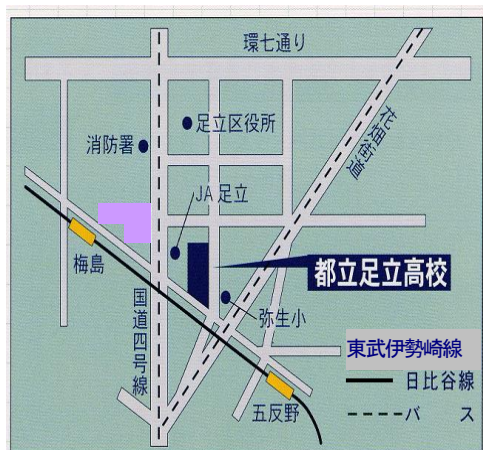 環七通り
足立区役所
消防署
花畑街道
JA足立
梅島
都立足立高校
国道四号線
弥生小
東武伊勢崎線
日比谷線
五反野
バス